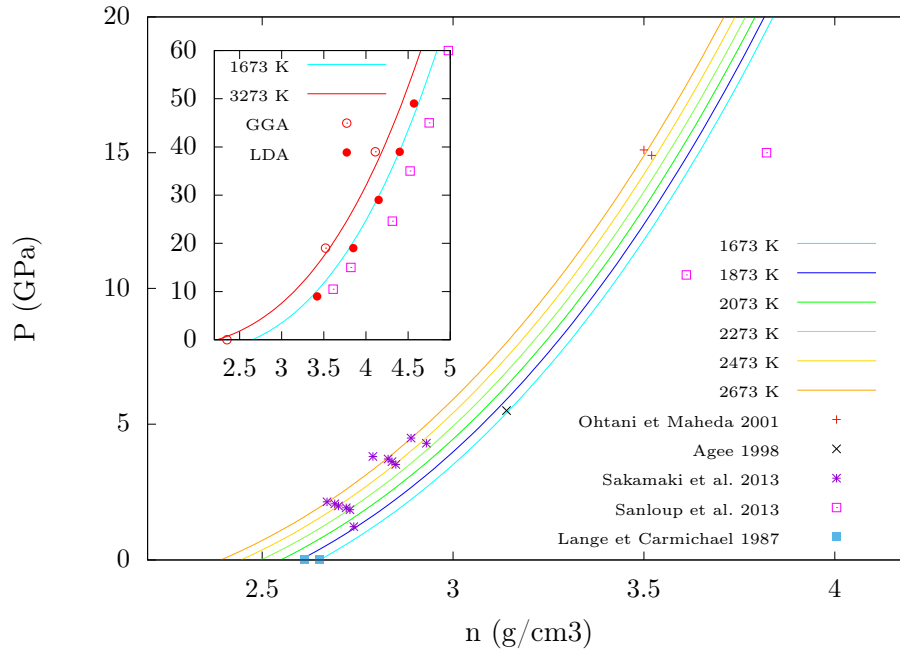 20
15
10
5
0
P (GPa)
2.5
3
3.5
4
n (g/cm3)
1673 K
1873 K
2073 K
2273 K
2473 K
2673 K
Ohtani et Maheda 2001
Agee 1998
Sakamaki et al. 2013
Sanloup et al. 2013
Lange et Carmichael 1987
60
50
40
30
20
10
0
2.5
3
3.5
4
4.5
5
1673 K
3273 K
GGA
LDA